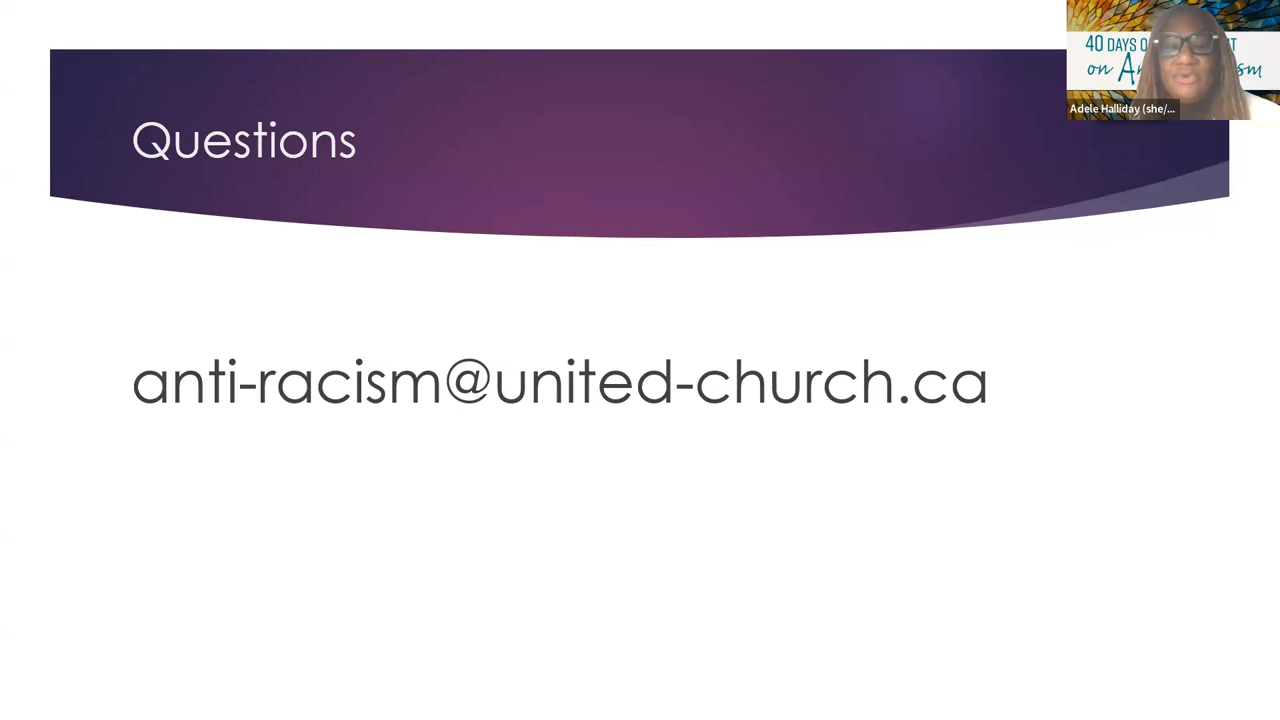 40 DAYS O
on A
sm
Adele Halliday (she/...
Questions
anti-racism@united-church.ca